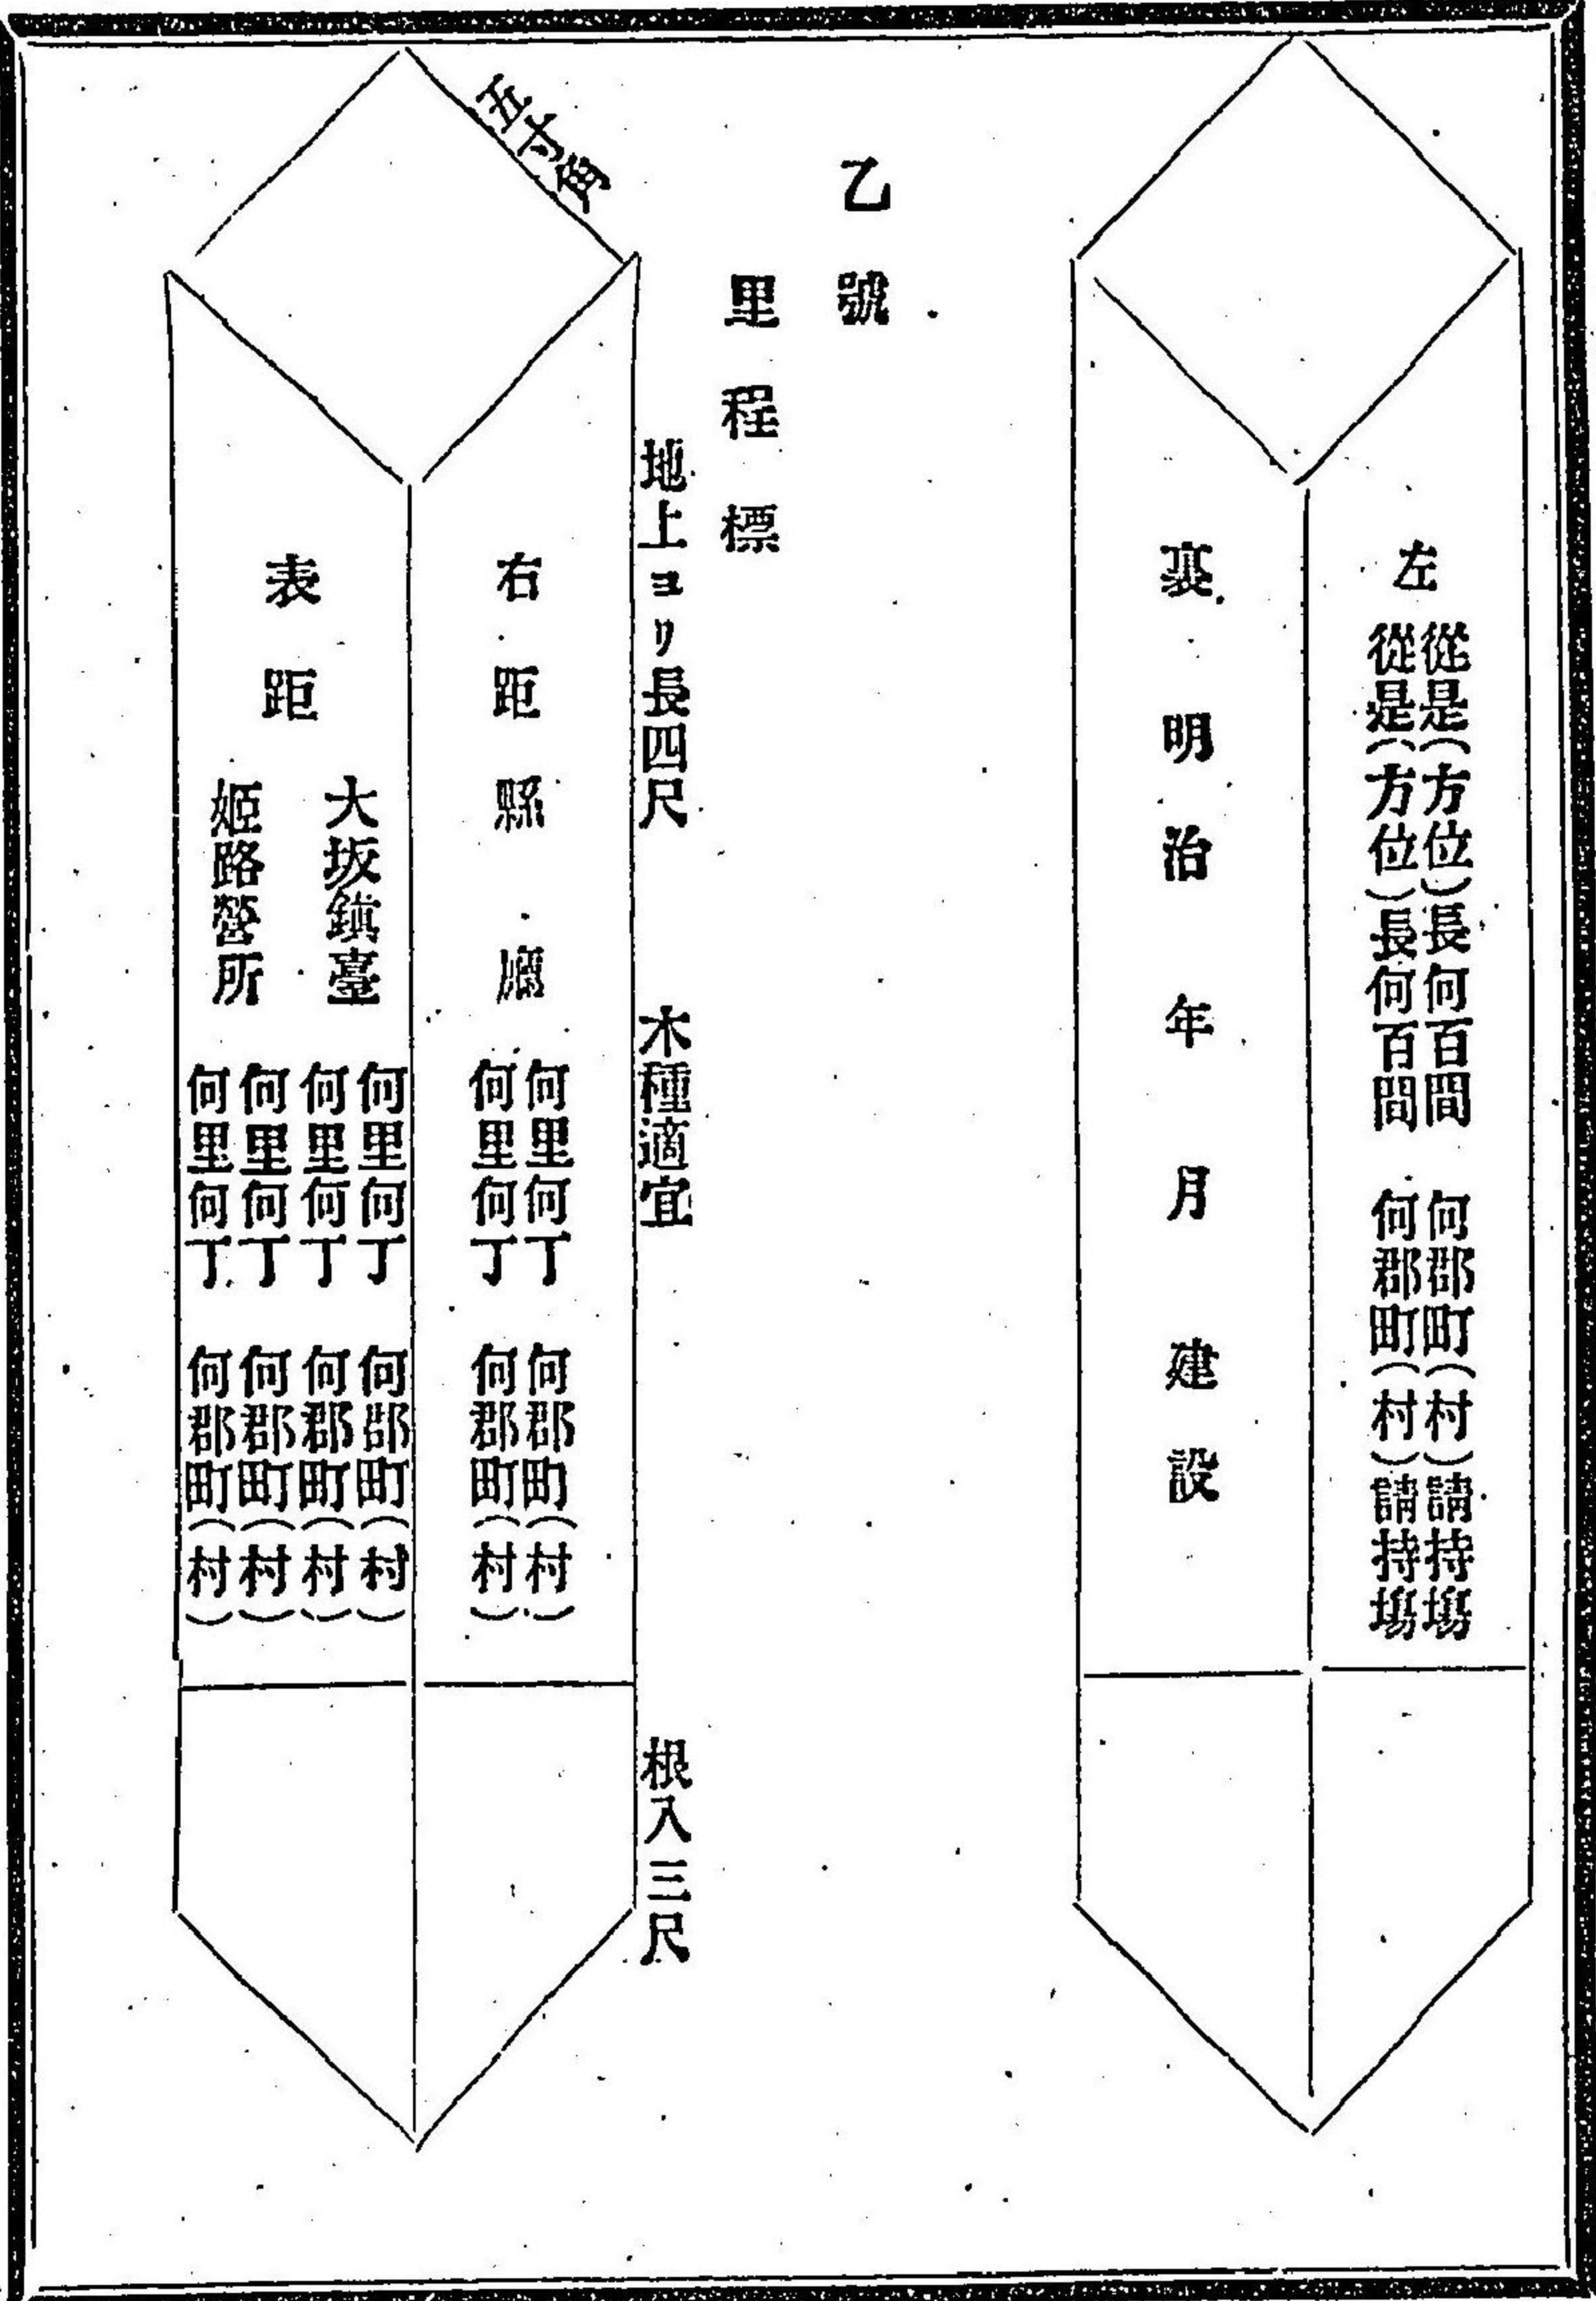 左
從是(方位)長何百間 何郡町(村)請持場
從是(方位)長何百間 何郡町(村)請持場
裏 明治 年 月 建設
乙號
里程標
地上ヨリ長四尺 木種適宜 根入三尺
五寸角
右距縣廳
何里何丁 何郡町(村)
何里何丁 何郡町(村)
表距
大坂鎮臺
何里何丁 何郡町(村)
何里何丁 何郡町(村)
姬路營所
何里何丁 何郡町(村)
何里何丁 何郡町(村)